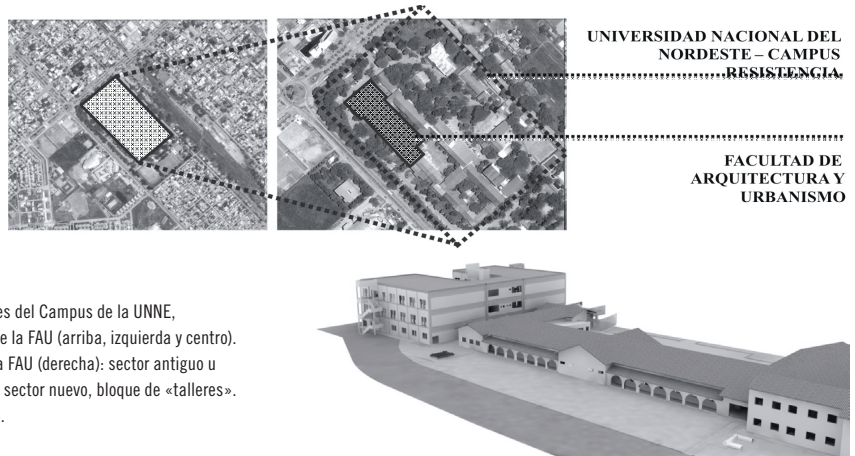 UNIVERSIDAD NACIONAL DEL
NORDESTE – CAMPUS
RESISTENCIA
FACULTAD DE
ARQUITECTURA Y
URBANISMO
es del Campus de la UNNE,
e la FAU (arriba, izquierda y centro).
a FAU (derecha): sector antiguo u
sector nuevo, bloque de «talleres».
.